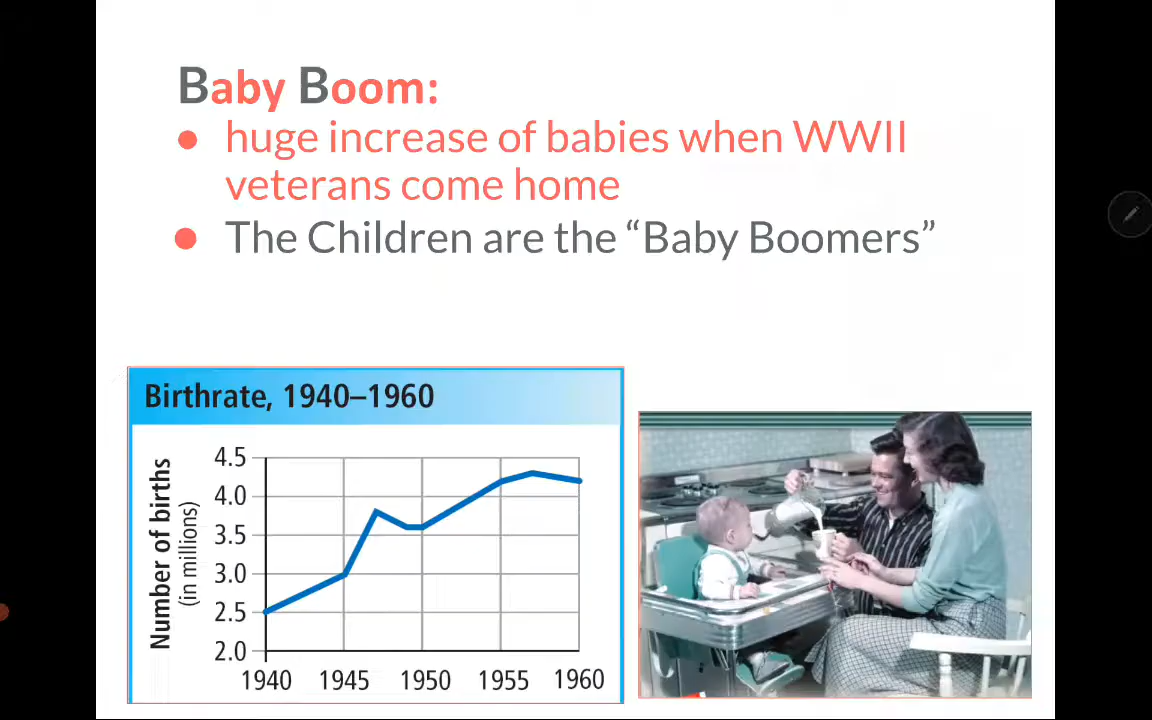 Baby Boom:
● huge increase of babies when WWII
veterans come home
● The Children are the “Baby Boomers”
Birthrate, 1940–1960
Number of births
(in millions)
4.5
4.0
3.5
3.0
2.5
2.0
1940 1945 1950 1955 1960